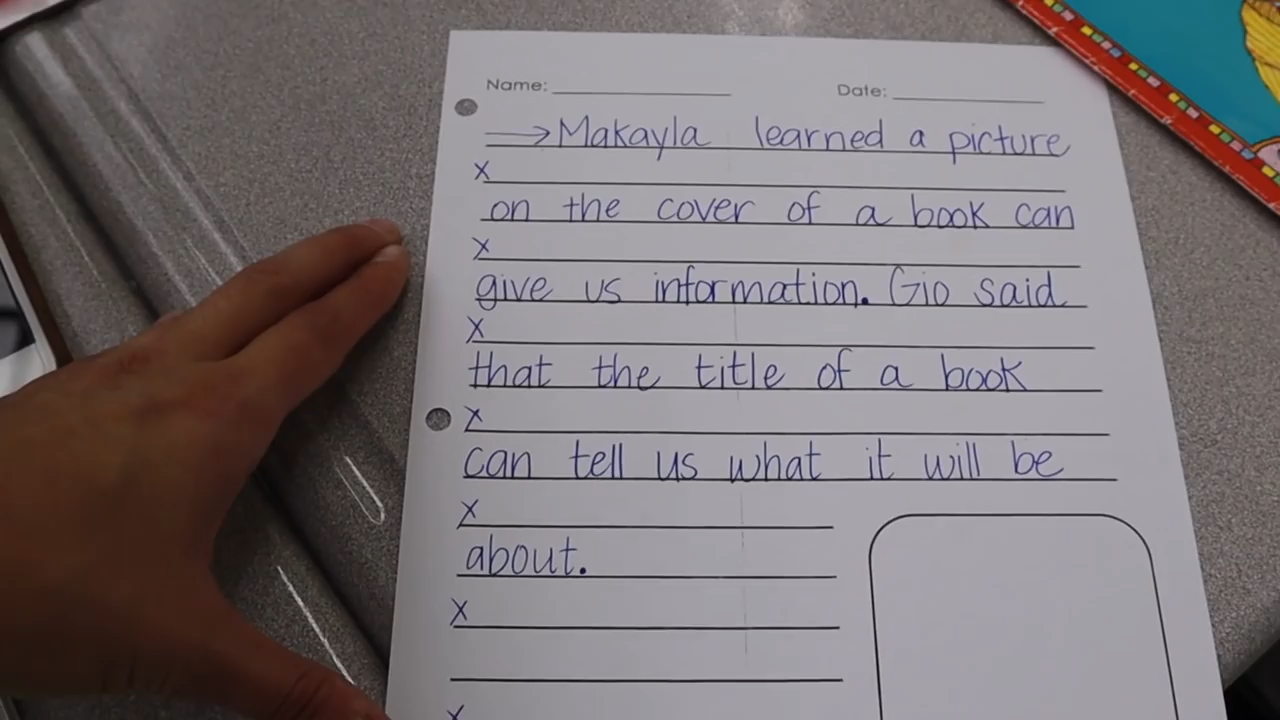 Name: Date:
→ Makayla learned a picture
x
on the cover of a book can
x
give us information. Gio said
x
that the title of a book
x
can tell us what it will be
x
about.
x
x